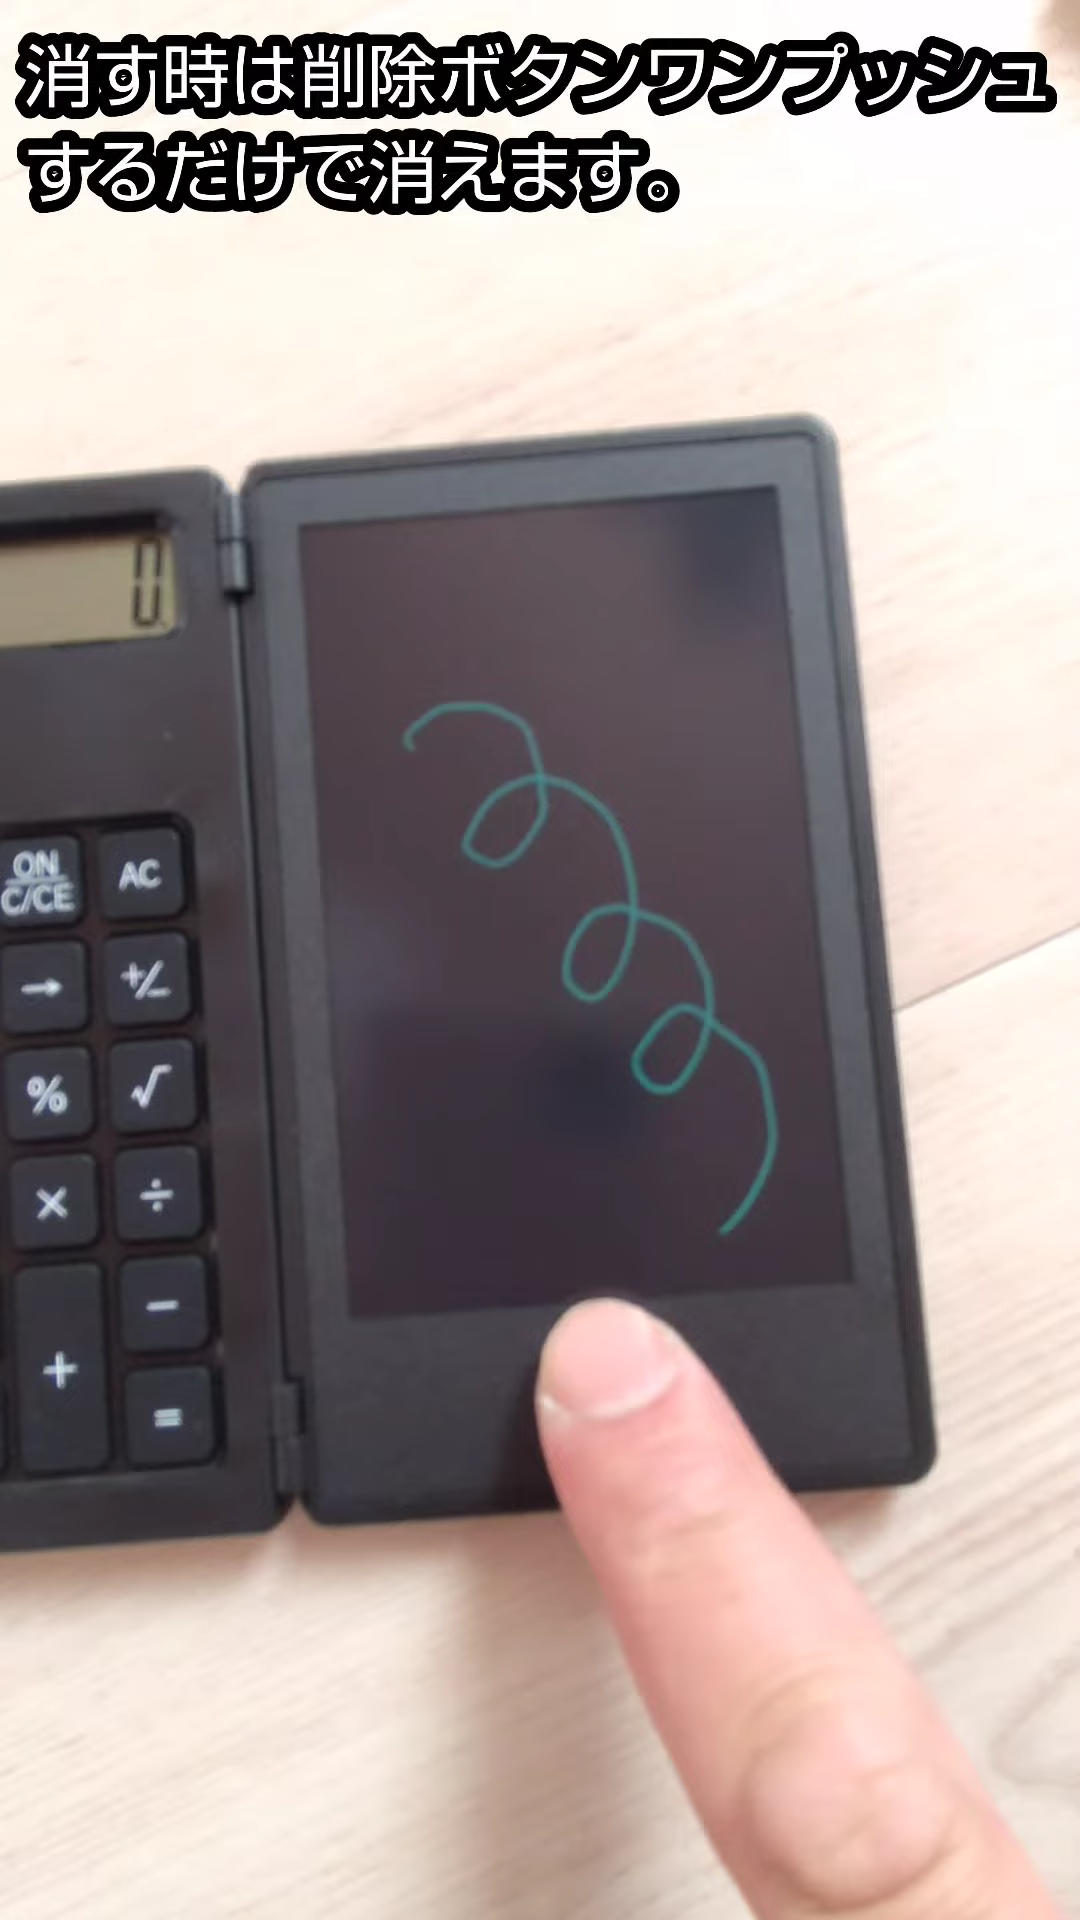 消す時は削除ボタンワンプッシュ
するだけで消えます。
0.
ON
C/CE
AC
→
+/−
%
√
×
÷
+
−
=